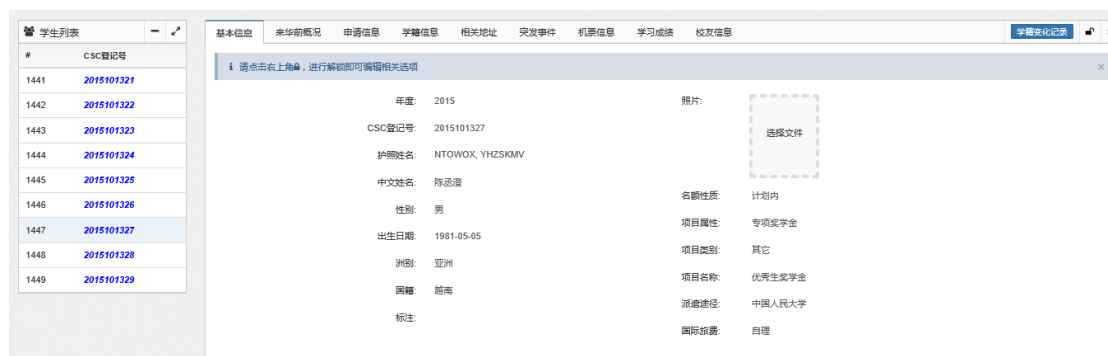 学生列表
# CSC登记号
1441 2015101321
1442 2015101322
1443 2015101323
1444 2015101324
1445 2015101325
1446 2015101326
1447 2015101327
1448 2015101328
1449 2015101329
基本信息 来华前概况 申请信息 学籍信息 相关地址 突发事件 机票信息 学习成绩 校友信息 学籍变化记录
请点击右上角，进行解锁即可编辑相关选项 ×
年度: 2015
CSC登记号: 2015101327
护照姓名: NTOWOX, YHZSKMV
中文姓名: 陈丞澄
性别: 男
出生日期: 1981-05-05
洲别: 亚洲
国籍: 越南
标注:
照片: 选择文件
名额性质: 计划内
项目属性: 专项奖学金
项目类别: 其它
项目名称: 优秀生奖学金
派遣途径: 中国人民大学
国际旅费: 自理